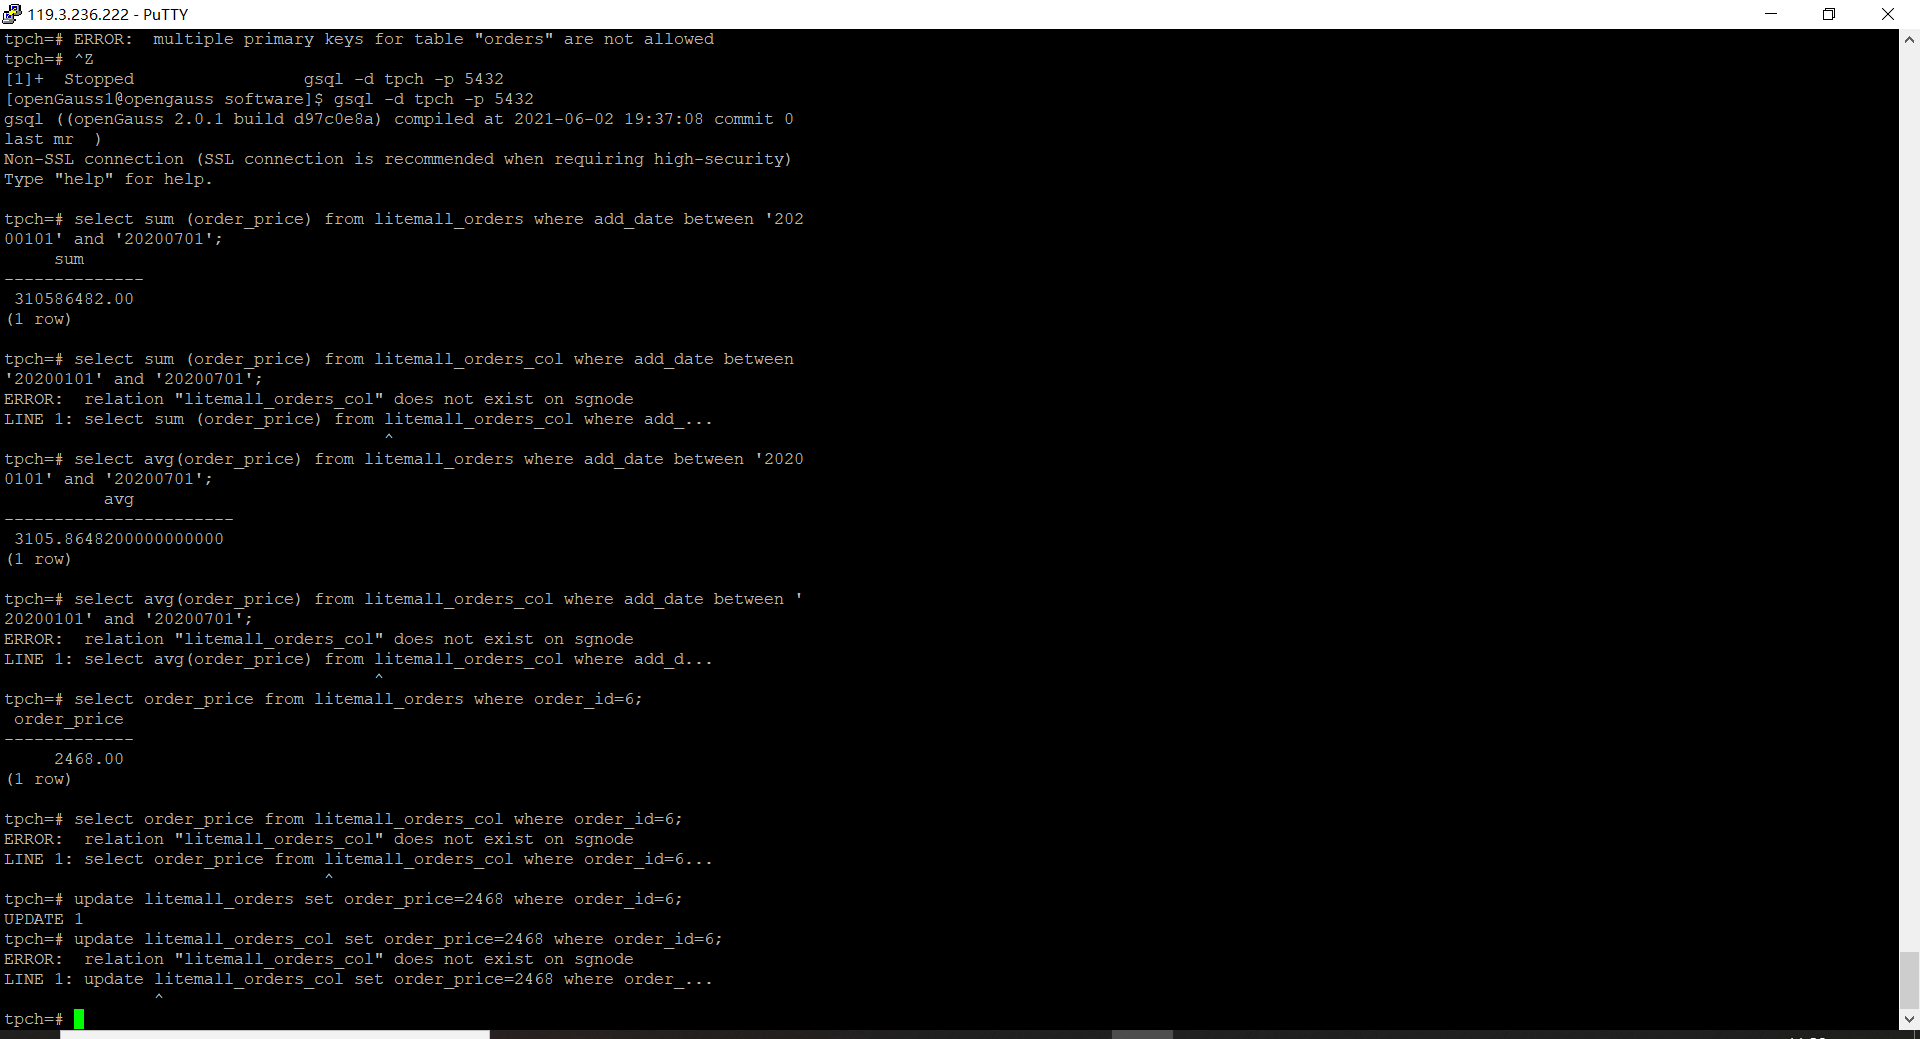 119.3.236.222 - PuTTY
tpch=# ERROR:  multiple primary keys for table "orders" are not allowed
tpch=# ^Z
[1]+  Stopped                 gsql -d tpch -p 5432
[openGauss1@opengauss software]$ gsql -d tpch -p 5432
gsql ((openGauss 2.0.1 build d97c0e8a) compiled at 2021-06-02 19:37:08 commit 0
last mr  )
Non-SSL connection (SSL connection is recommended when requiring high-security)
Type "help" for help.
tpch=# select sum (order_price) from litemall_orders where add_date between '202
00101' and '20200701';
     sum
--------------
 310586482.00
(1 row)
tpch=# select sum (order_price) from litemall_orders_col where add_date between
'20200101' and '20200701';
ERROR:  relation "litemall_orders_col" does not exist on sgnode
LINE 1: select sum (order_price) from litemall_orders_col where add_...
                                      ^
tpch=# select avg(order_price) from litemall_orders where add_date between '2020
0101' and '20200701';
          avg
-----------------------
 3105.8648200000000000
(1 row)
tpch=# select avg(order_price) from litemall_orders_col where add_date between '
20200101' and '20200701';
ERROR:  relation "litemall_orders_col" does not exist on sgnode
LINE 1: select avg(order_price) from litemall_orders_col where add_d...
                                     ^
tpch=# select order_price from litemall_orders where order_id=6;
 order_price
-------------
     2468.00
(1 row)
tpch=# select order_price from litemall_orders_col where order_id=6;
ERROR:  relation "litemall_orders_col" does not exist on sgnode
LINE 1: select order_price from litemall_orders_col where order_id=6...
                                ^
tpch=# update litemall_orders set order_price=2468 where order_id=6;
UPDATE 1
tpch=# update litemall_orders_col set order_price=2468 where order_id=6;
ERROR:  relation "litemall_orders_col" does not exist on sgnode
LINE 1: update litemall_orders_col set order_price=2468 where order_...
               ^
tpch=#